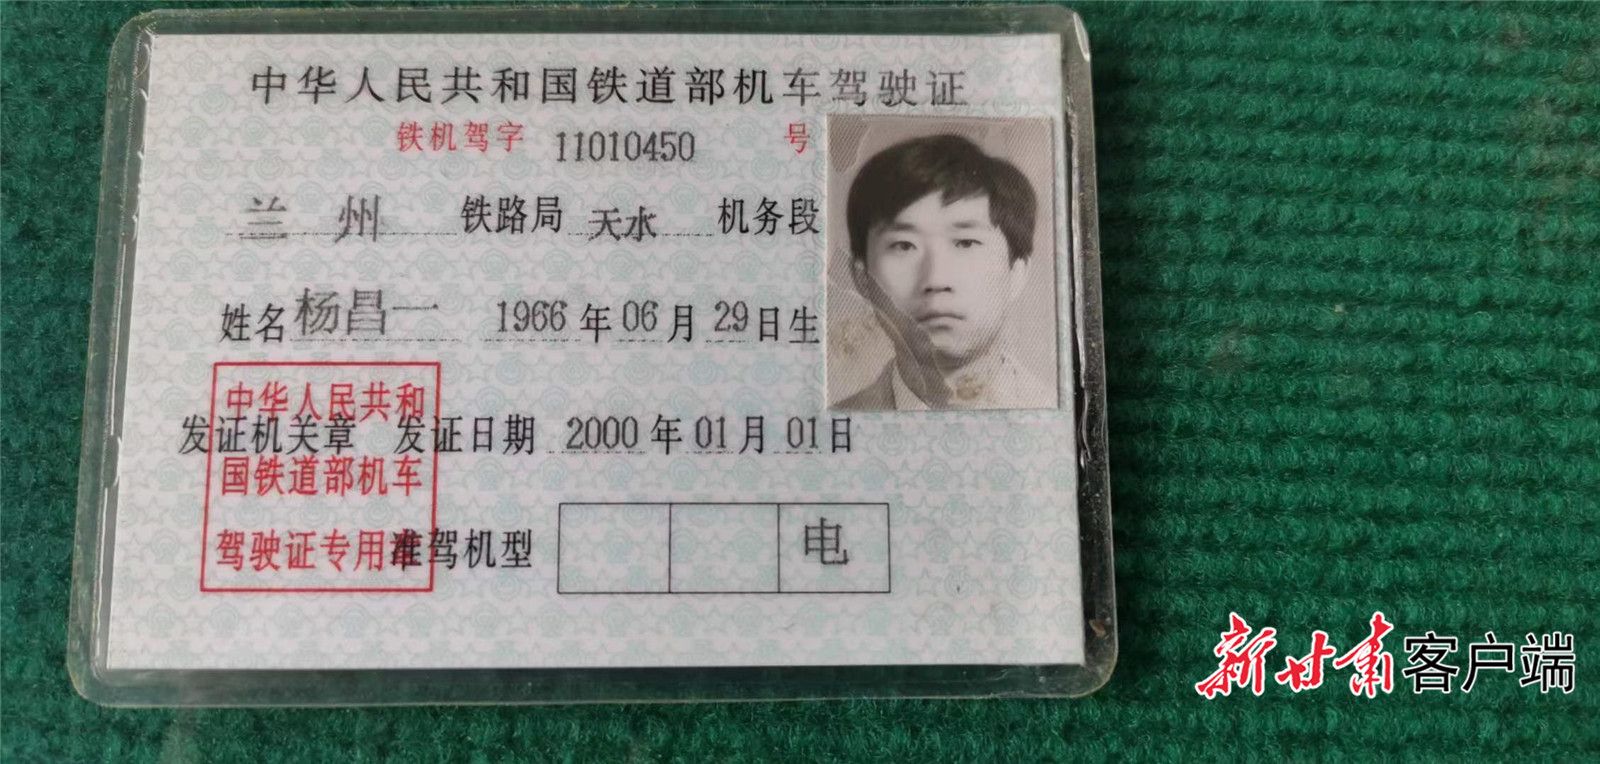 中华人民共和国铁道部机车驾驶证
铁机驾字 11010450 号
兰州 铁路局 天水 机务段
姓名 杨昌一 1966 年 06 月 29 日生
中华人民共和
发证机关章 发证日期 2000 年 01 月 01 日
国铁道部机车
驾驶证专用章
准驾机型 电
新甘肃客户端